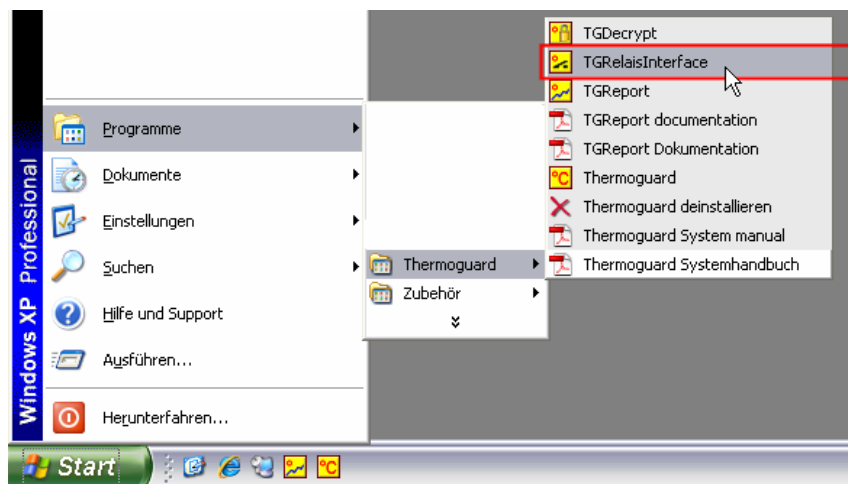 Windows XP Professional
Programme
Dokumente
Einstellungen
Suchen
Hilfe und Support
Ausführen...
Herunterfahren...
Thermoguard
Zubehör
TGDecrypt
TGRelaisInterface
TGReport
TGReport documentation
TGReport Dokumentation
°C Thermoguard
Thermoguard deinstallieren
Thermoguard System manual
Thermoguard Systemhandbuch
Start
°C